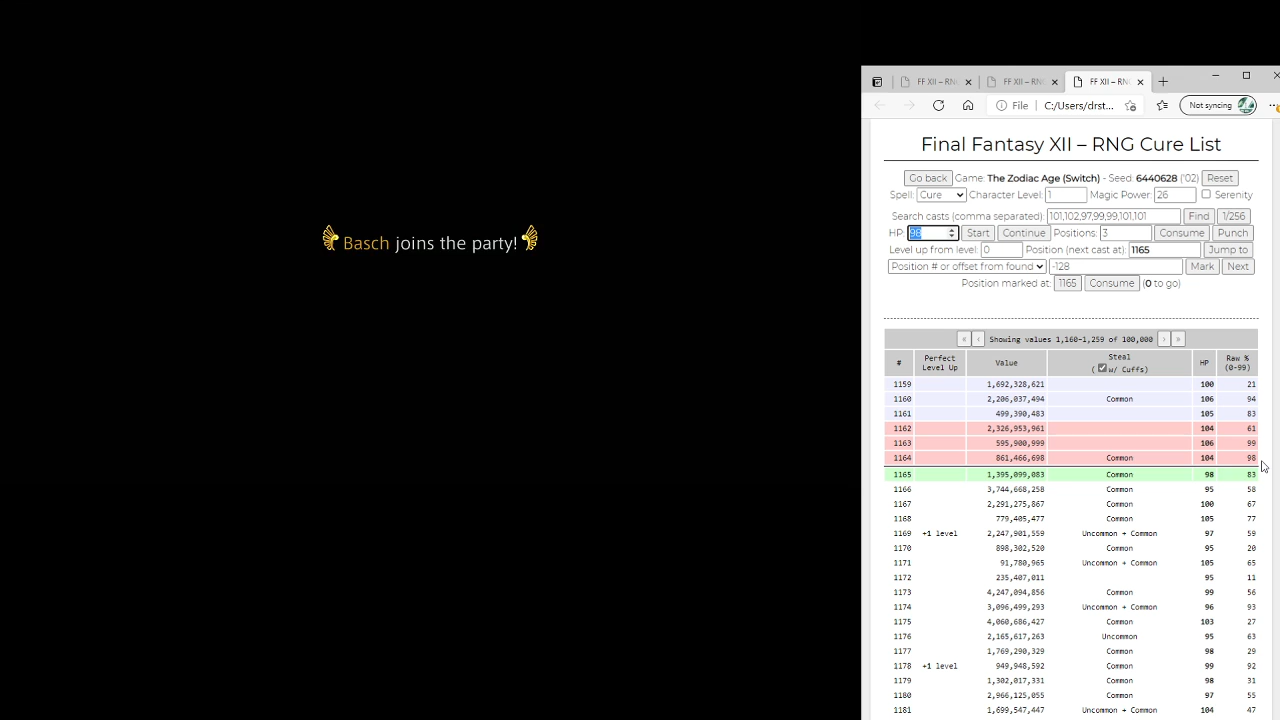 Basch joins the party!
FF XII – RN
FF XII – RN
FF XII – RN
File
C:/Users/drst
Not syncing
Final Fantasy XII – RNG Cure List
Go back Game: The Zodiac Age (Switch) - Seed: 6440628 ('02) Reset
Spell: Cure Character Level: 1 Magic Power: 26 Serenity
Search casts (comma separated): 101,102,97,99,99,101,101 Find 1/256
HP: 98 Start Continue Positions: 3 Consume Punch
Level up from level: 0 Position (next cast at): 1165 Jump to
Position # or offset from found -128 Mark Next
Position marked at: 1165 Consume (0 to go)
« ‹ Showing values 1,160–1,259 of 100,000 › »
# Perfect Level Up Value Steal ( w/ Cuffs) HP Raw % (0-99)
1159 1,692,328,621 100 21
1160 2,206,037,494 Common 106 94
1161 499,390,483 105 83
1162 2,326,953,961 104 61
1163 595,900,999 106 99
1164 861,466,698 Common 104 98
1165 1,395,099,083 Common 98 83
1166 3,744,668,258 Common 95 58
1167 2,291,275,867 Common 100 67
1168 779,405,477 Common 105 77
1169 +1 level 2,247,901,559 Uncommon + Common 97 59
1170 898,302,520 Common 95 20
1171 91,780,965 Uncommon + Common 105 65
1172 235,407,011 95 11
1173 4,247,094,856 Common 99 56
1174 3,096,499,293 Uncommon + Common 96 93
1175 4,060,686,427 Common 103 27
1176 2,165,617,263 Uncommon 95 63
1177 1,769,290,329 Common 98 29
1178 +1 level 949,948,592 Common 99 92
1179 1,302,017,331 Common 98 31
1180 2,966,125,055 Common 97 55
1181 1,699,547,447 Uncommon + Common 104 47